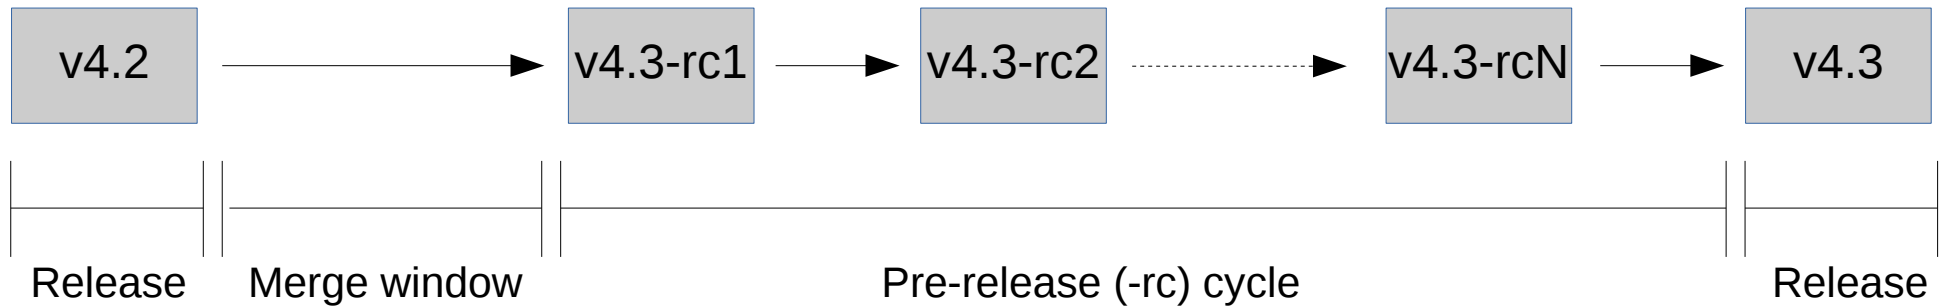 v4.2
v4.3-rc1
v4.3-rc2
v4.3-rcN
v4.3
Release
Merge window
Pre-release (-rc) cycle
Release